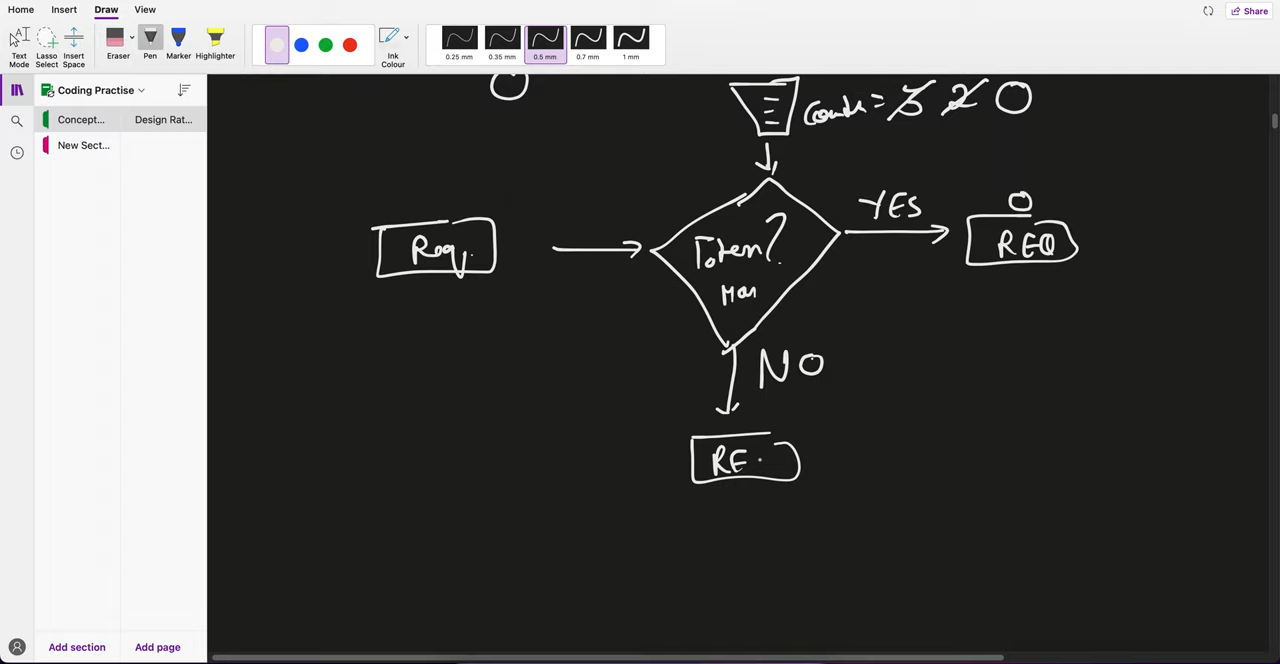 Home Insert Draw View
Share
Text Mode
Lasso Select
Insert Space
Eraser
Pen
Marker
Highlighter
Ink Colour
0.25 mm
0.35 mm
0.5 mm
0.7 mm
1 mm
Coding Practise
Concept...
Design Rat...
New Sect...
= 3 2 0
Req.
Token?
YES
0
REQ
NO
RE
Add section
Add page